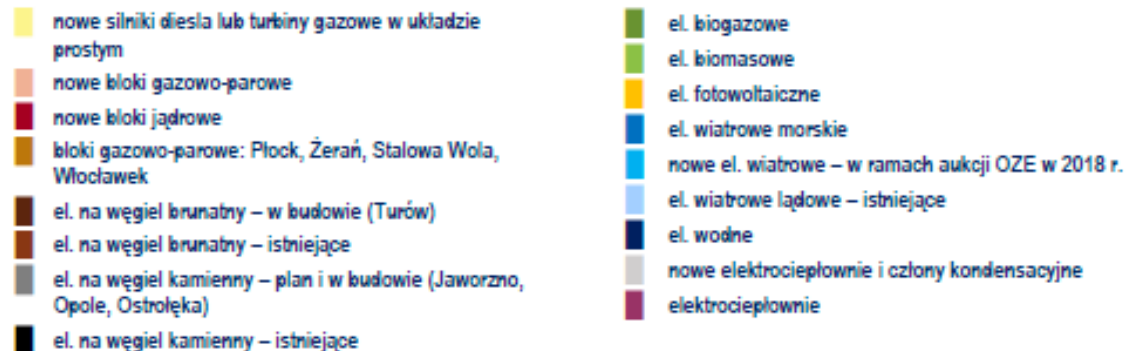 nowe silniki diesla lub turbiny gazowe w układzie
prostym
nowe bloki gazowo-parowe
nowe bloki jądrowe
bloki gazowo-parowe: Płock, Żerań, Stalowa Wola,
Włocławek
el. na węgiel brunatny – w budowie (Turów)
el. na węgiel brunatny – istniejące
el. na węgiel kamienny – plan i w budowie (Jaworzno,
Opole, Ostrołęka)
el. na węgiel kamienny – istniejące
el. biogazowe
el. biomasowe
el. fotowoltaiczne
el. wiatrowe morskie
nowe el. wiatrowe – w ramach aukcji OZE w 2018 r.
el. wiatrowe lądowe – istniejące
el. wodne
nowe elektrociepłownie i człony kondensacyjne
elektrociepłownie